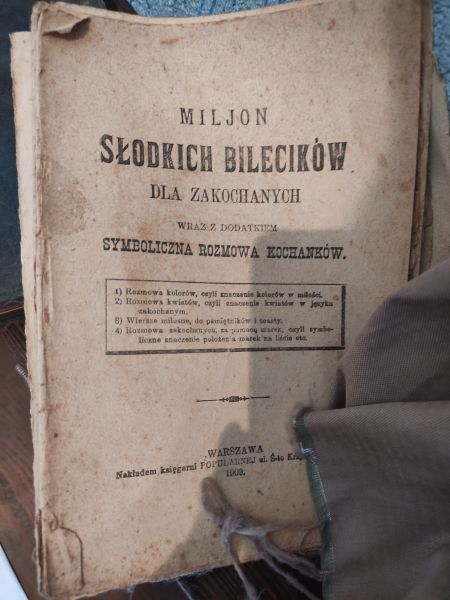 MILJON
SŁODKICH BILECIKÓW
DLA ZAKOCHANYCH
WRAZ Z DODATKIEM
SYMBOLICZNA ROZMOWA KOCHANKÓW.
1) Rozmowa kolorów, czyli znaczenie kolorów w miłości.
2) Rozmowa kwiatów, czyli znaczenie kwiatów w języku
zakochanym.
3) Wiersze miłosne, do pamiętników i toasty.
4) Rozmowa zakochanych, za pomocą marek, czyli symbo-
liczne znaczenie położenia marek na liście etc.
WARSZAWA
Nakładem księgarni POPULARNEJ ul. Ś-to
1903.